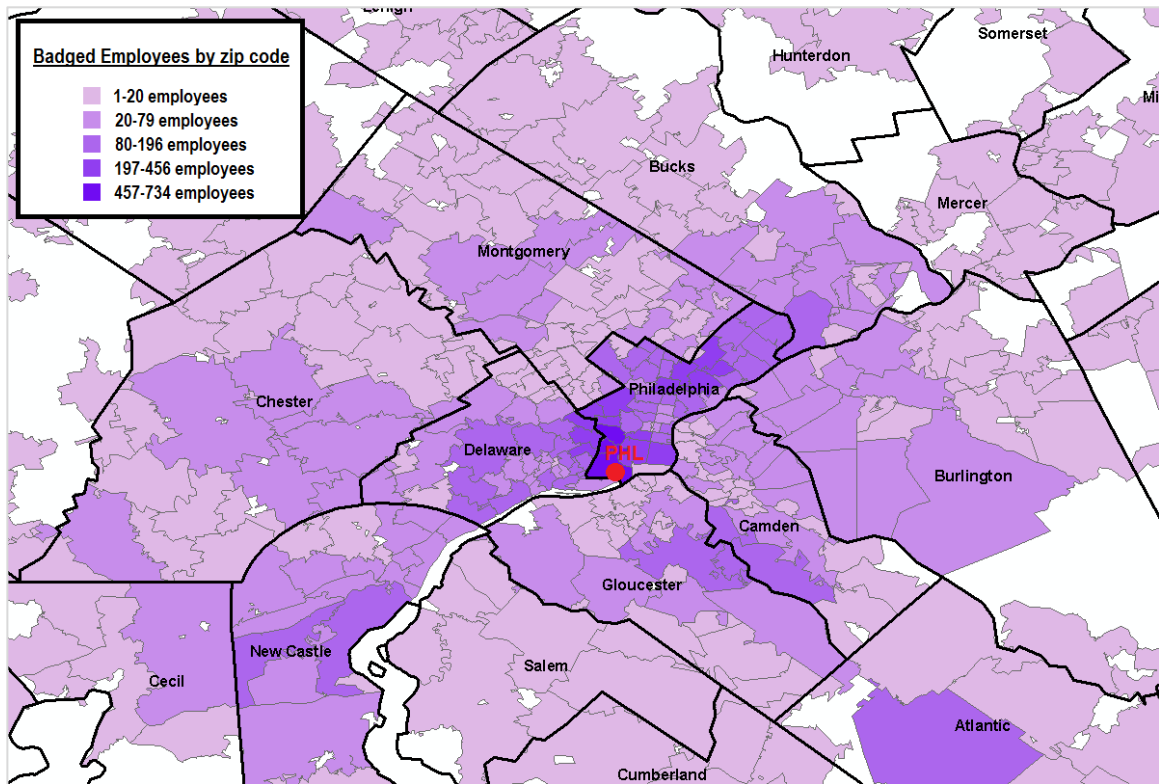 Lehigh
Somerset
Hunterdon
Badged Employees by zip code
1-20 employees
20-79 employees
80-196 employees
197-456 employees
457-734 employees
Mi
Bucks
Mercer
Montgomery
Philadelphia
Chester
Delaware
PHL
Burlington
Camden
Gloucester
New Castle
Salem
Cecil
Atlantic
Cumberland